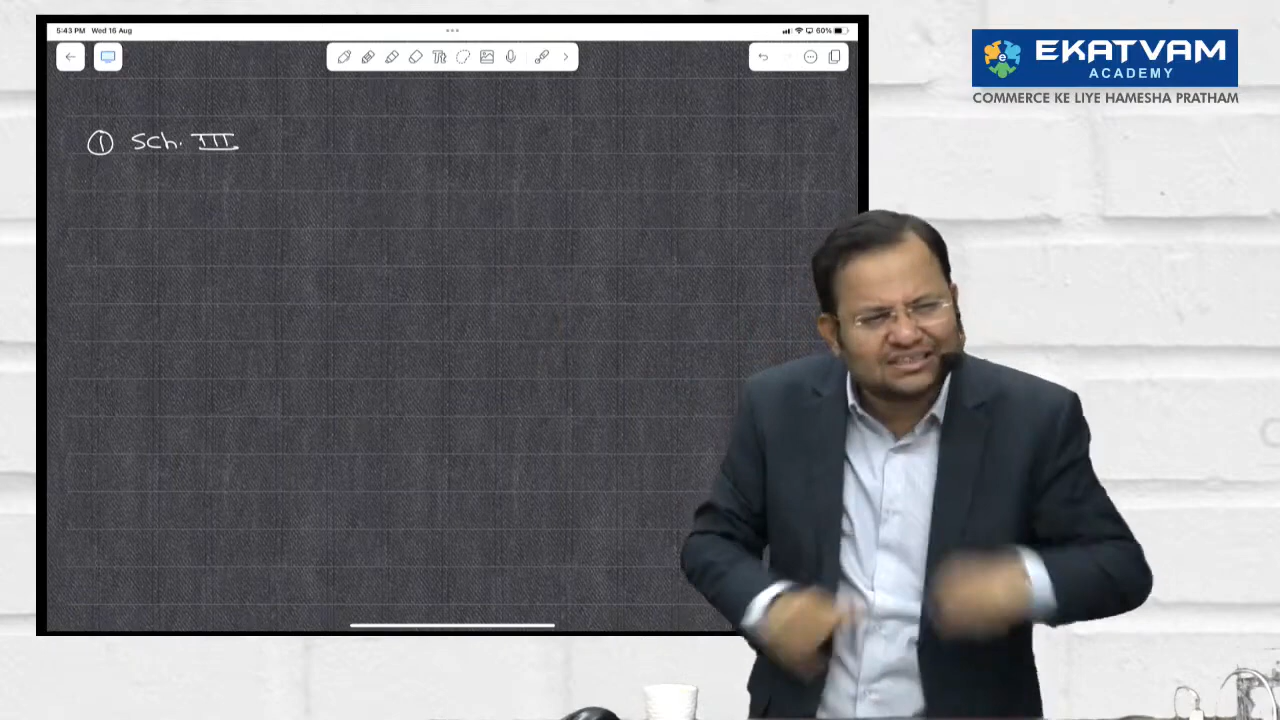 5:43 PM Wed 16 Aug
60%
EKATVAM
ACADEMY
COMMERCE KE LIYE HAMESHA PRATHAM
① Sch. III